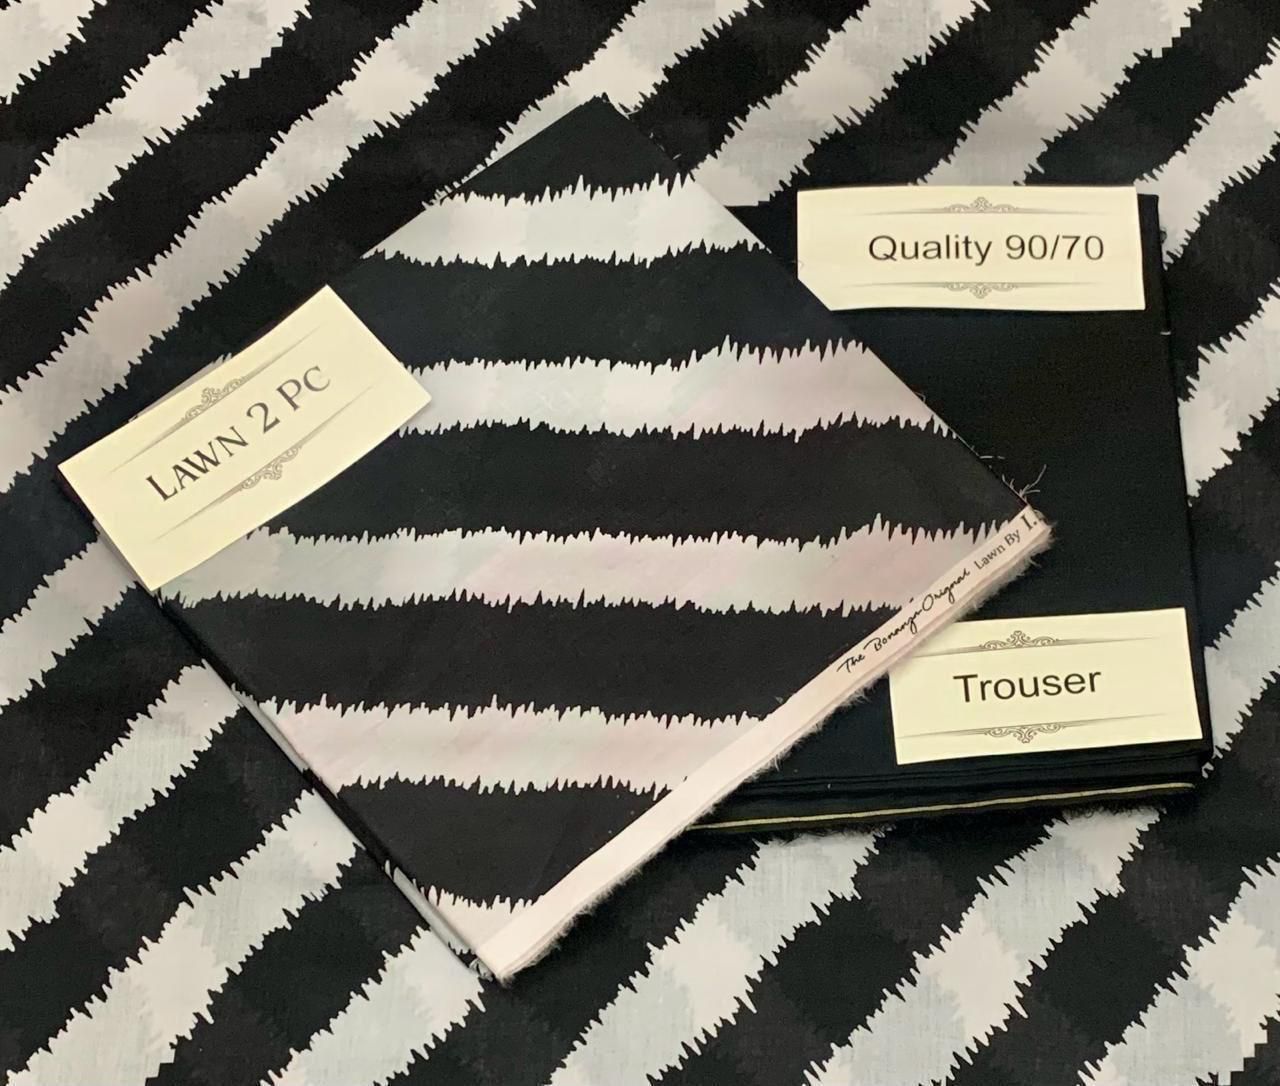 Quality 90/70
LAWN 2 PC
The Bonanza Original Lawn By I.
Trouser